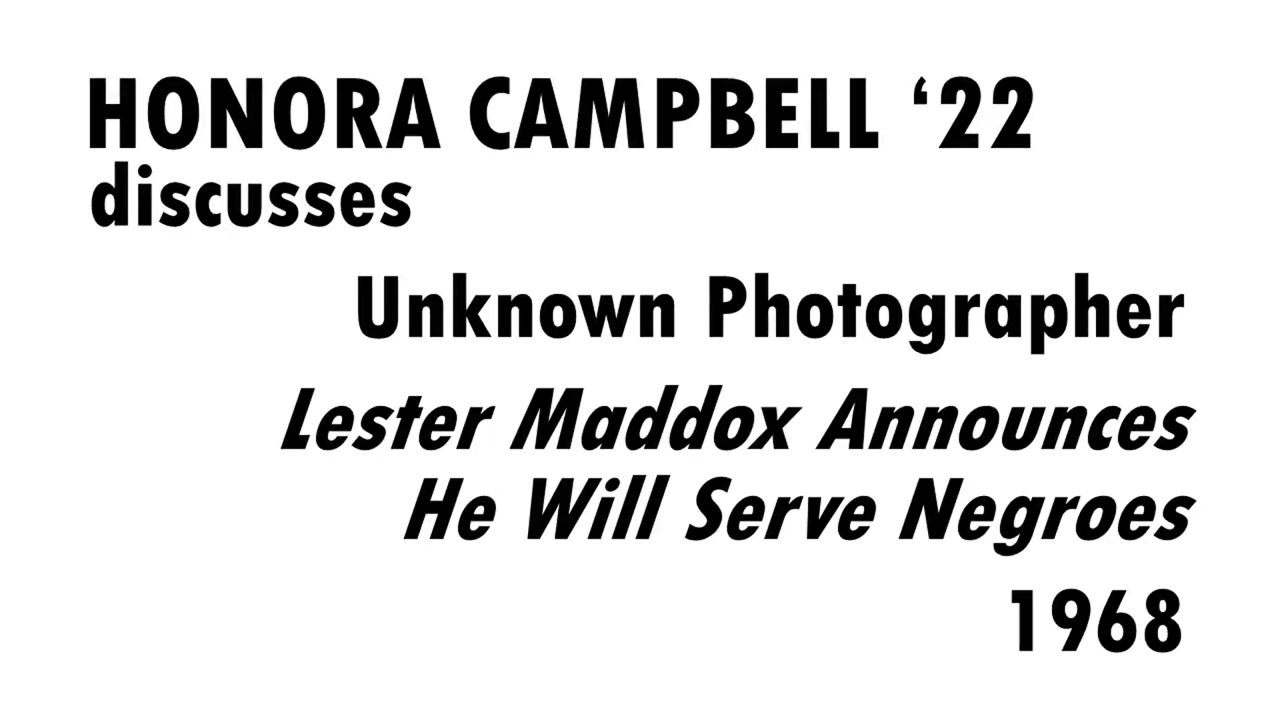 HONORA CAMPBELL ‘22
discusses
Unknown Photographer
Lester Maddox Announces
He Will Serve Negroes
1968